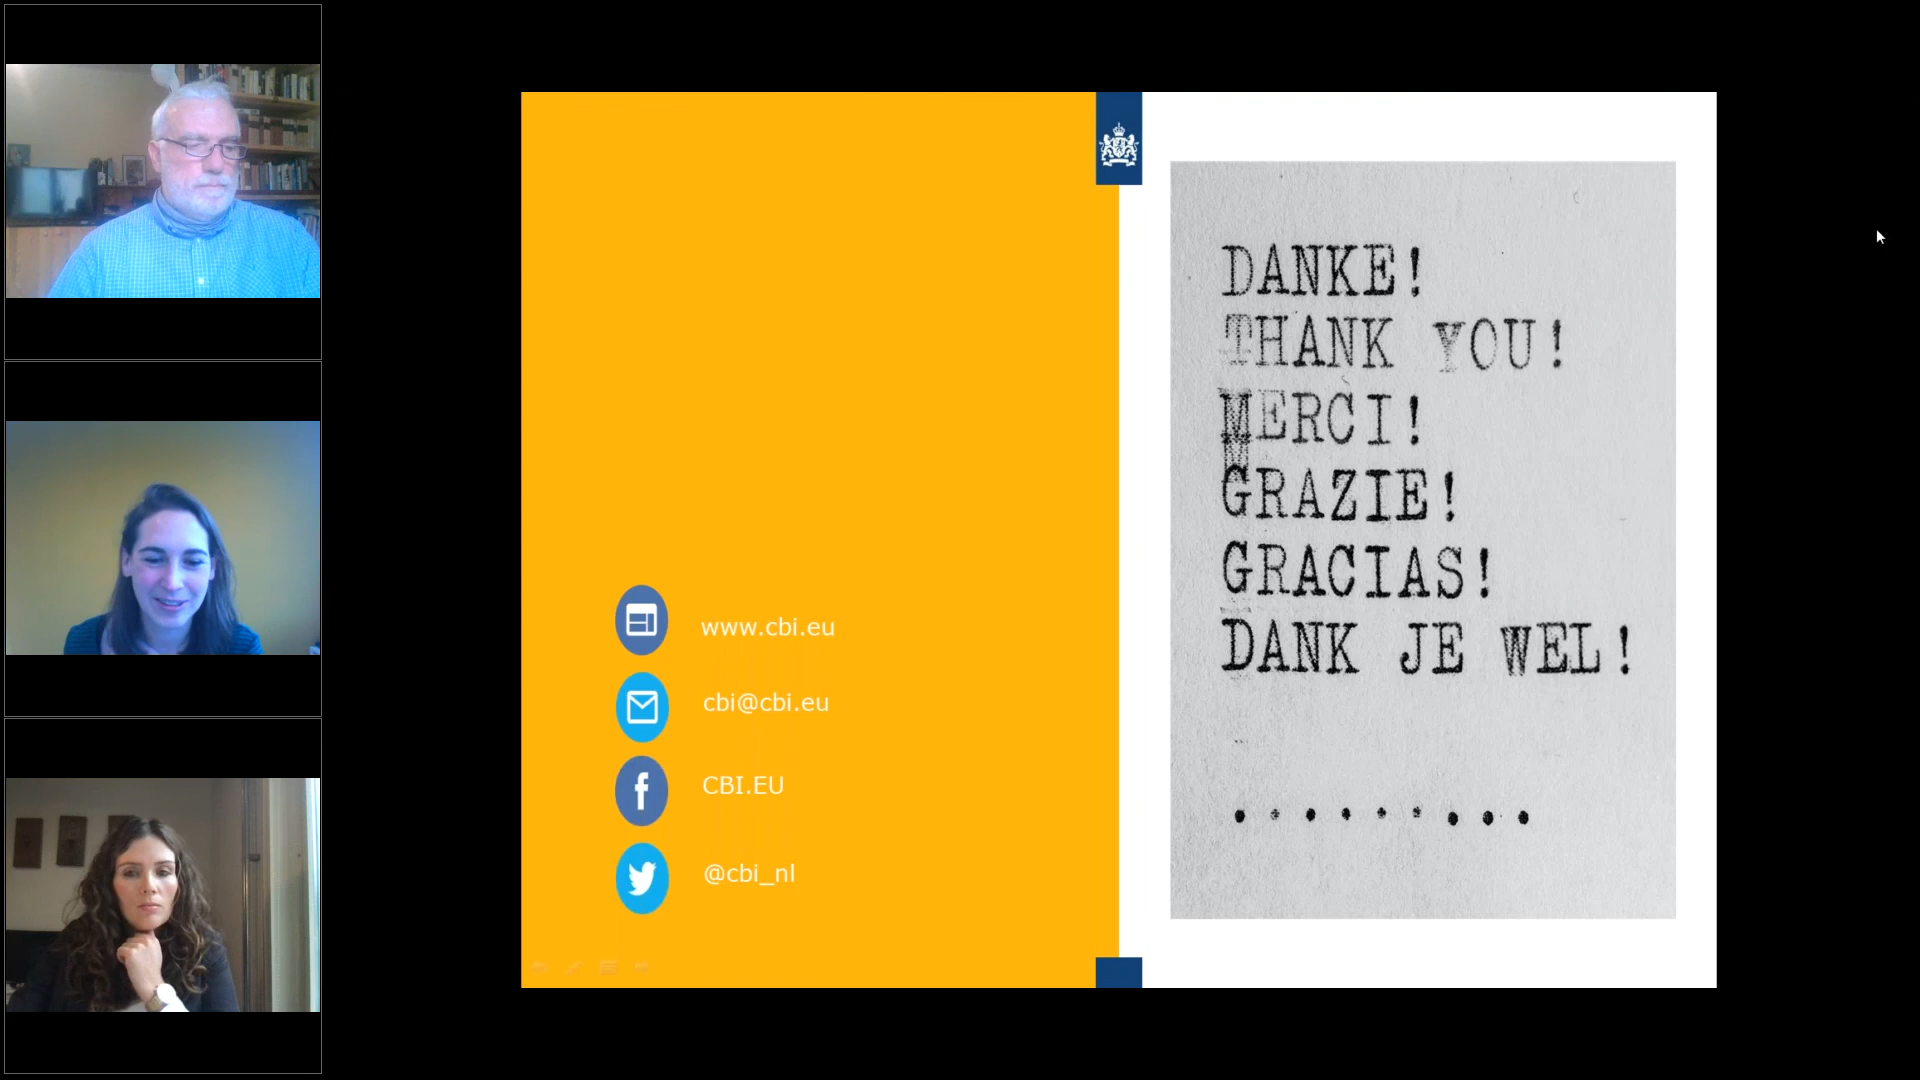 www.cbi.eu
cbi@cbi.eu
CBI.EU
@cbi_nl
DANKE!
THANK YOU!
MERCI!
GRAZIE!
GRACIAS!
DANK JE WEL!
.........